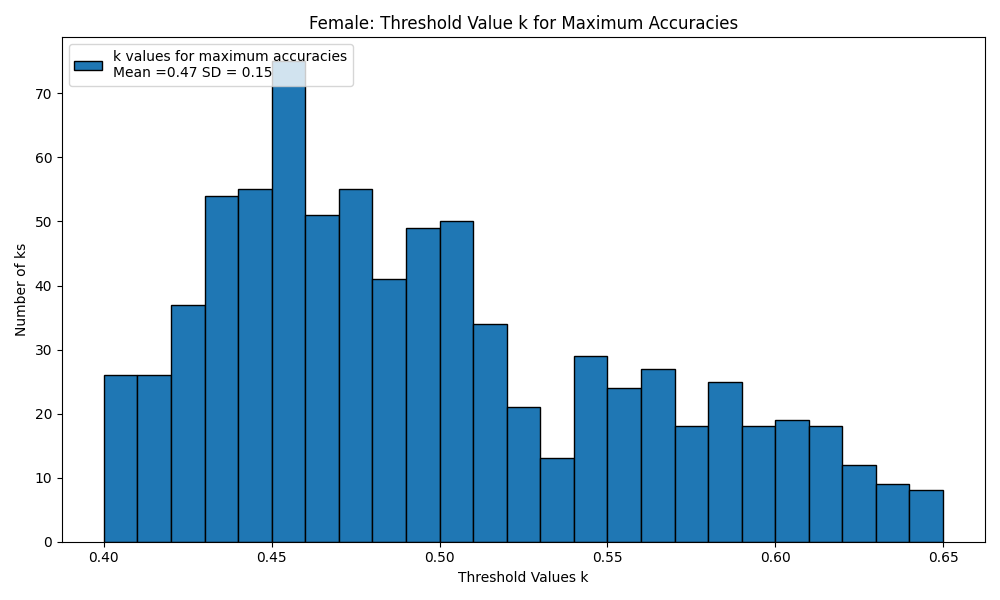 Female: Threshold Value k for Maximum Accuracies
k values for maximum accuracies
Mean =0.47 SD = 0.15
Number of ks
70
60
50
40
30
20
10
0
0.40 0.45 0.50 0.55 0.60 0.65
Threshold Values k